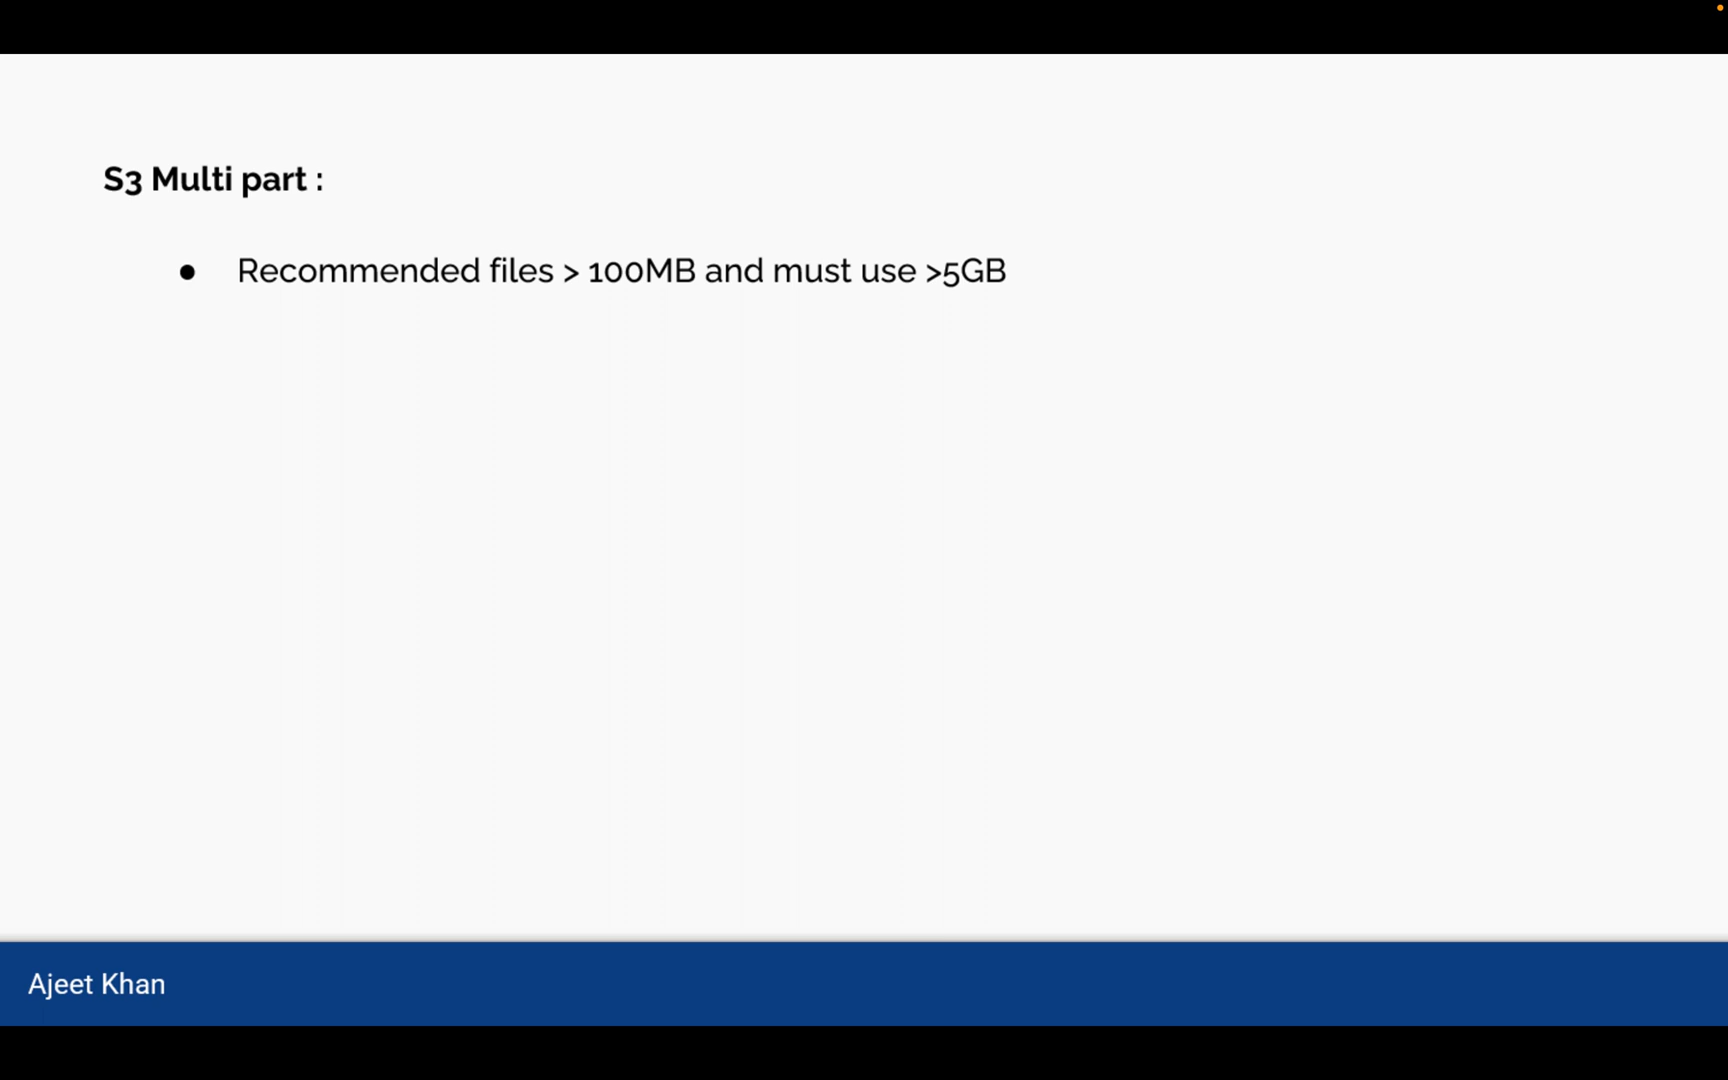 S3 Multi part :
● Recommended files > 100MB and must use >5GB
Ajeet Khan